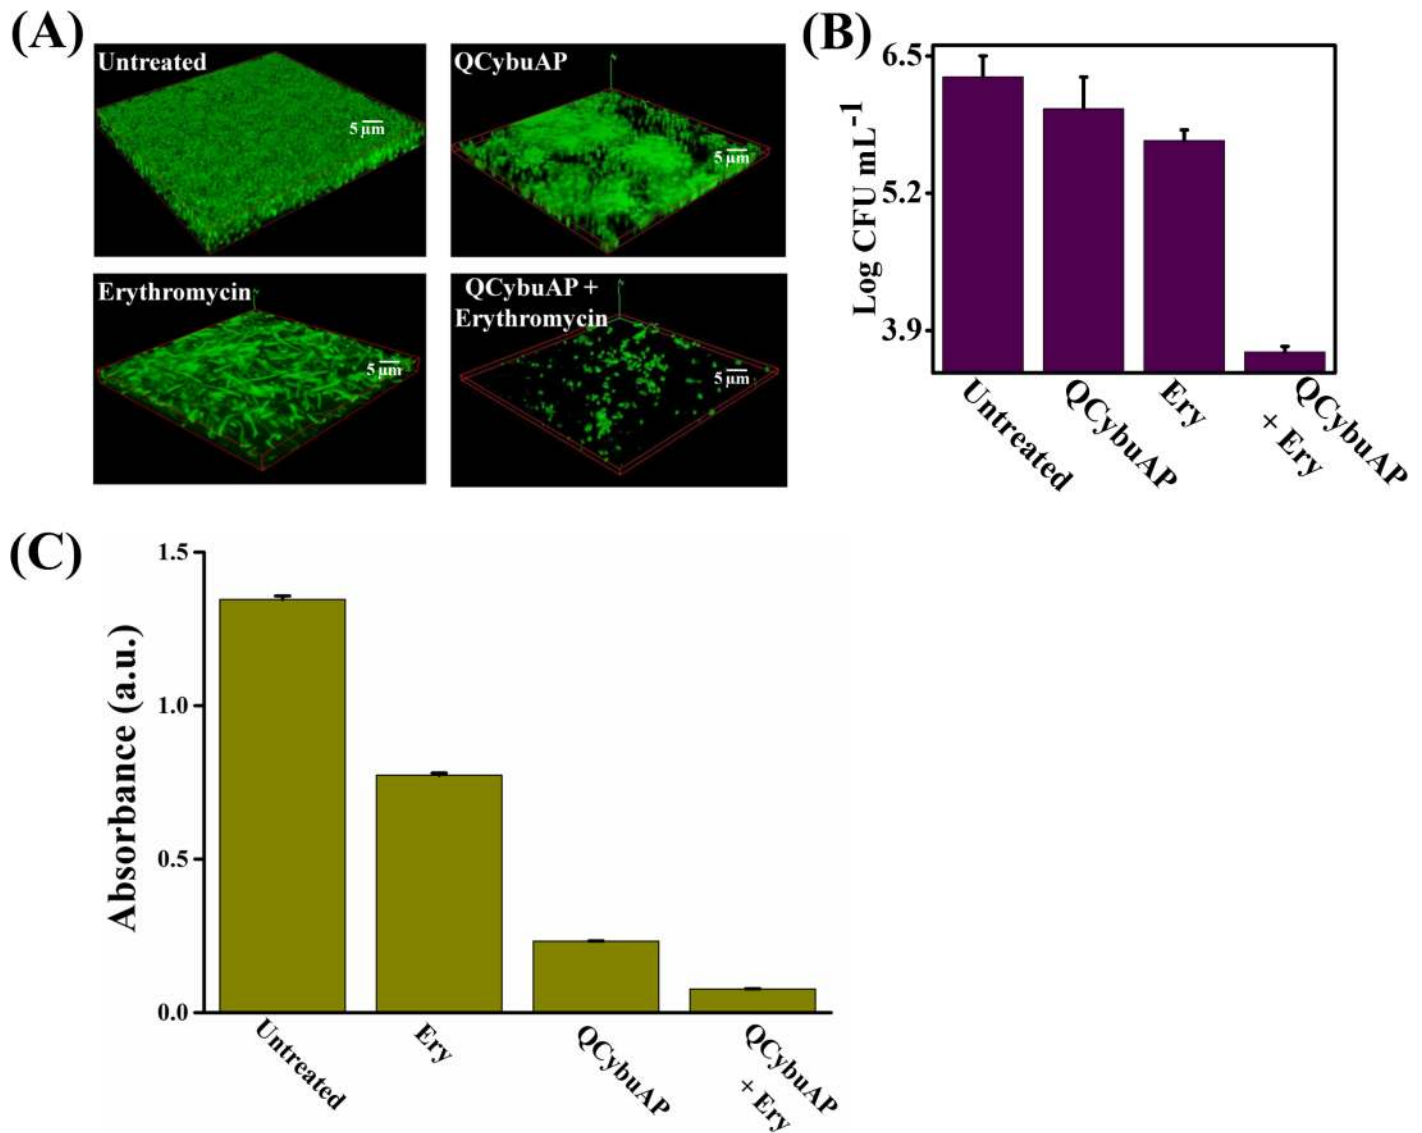 (A)
Untreated
5 µm
QCybuAP
5 µm
Erythromycin
5 µm
QCybuAP +
Erythromycin
5 µm
(B)
Log CFU mL-1
6.5
5.2
3.9
Untreated
QCybuAP
Ery
QCybuAP
+ Ery
(C)
Absorbance (a.u.)
1.5
1.0
0.5
0.0
Untreated
Ery
QCybuAP
QCybuAP
+ Ery